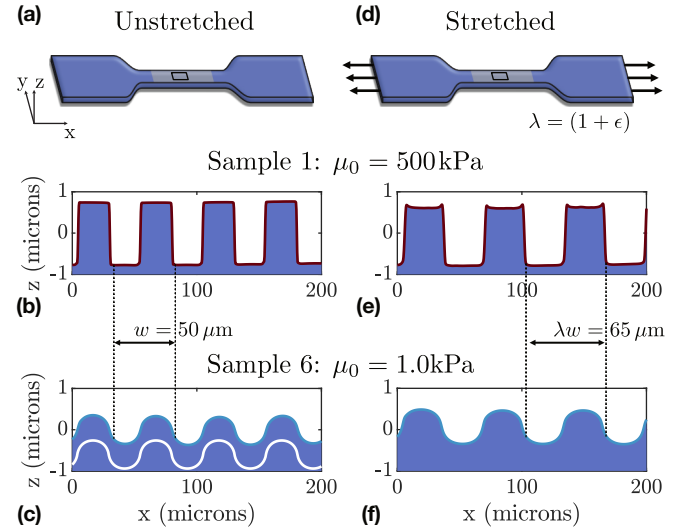 (a) Unstretched (d) Stretched
y z
x
λ = (1 + ϵ)
Sample 1: μ₀ = 500 kPa
z (microns) 1 0 -1
0 100 200
1 0 -1
0 100 200
(b) (e)
w = 50 μm λw = 65 μm
Sample 6: μ₀ = 1.0kPa
z (microns) 1 0 -1
0 100 200
1 0 -1
0 100 200
(c) x (microns) (f) x (microns)